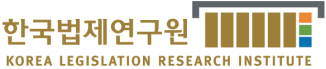 한국법제연구원
KOREA LEGISLATION RESEARCH INSTITUTE